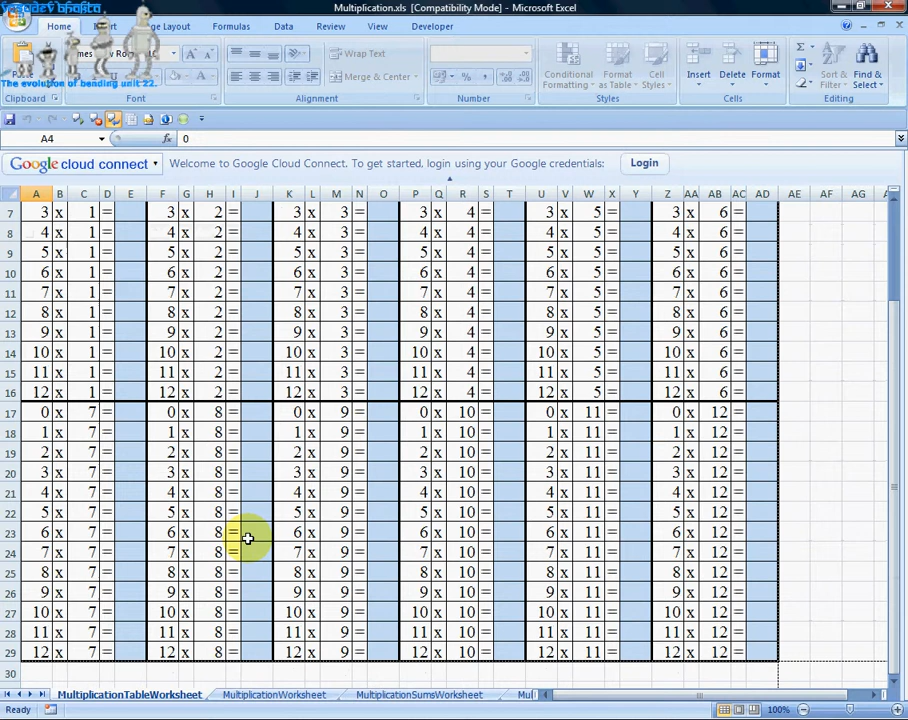 Multiplication.xls [Compatibility Mode] - Microsoft Excel
Home Insert Page Layout Formulas Data Review View Developer
The evolution of bending unit 22.
Wrap Text
Merge & Center
Conditional Formatting
Format as Table
Cell Styles
Insert Delete Format
Σ
Sort & Filter
Find & Select
Clipboard Font Alignment Number Styles Cells Editing
A4 fx 0
Google cloud connect Welcome to Google Cloud Connect. To get started, login using your Google credentials: Login
A B C D E F G H I J K L M N O P Q R S T U V W X Y Z AA AB AC AD AE AF AG
7 3 x 1 = 3 x 2 = 3 x 3 = 3 x 4 = 3 x 5 = 3 x 6 =
8 4 x 1 = 4 x 2 = 4 x 3 = 4 x 4 = 4 x 5 = 4 x 6 =
9 5 x 1 = 5 x 2 = 5 x 3 = 5 x 4 = 5 x 5 = 5 x 6 =
10 6 x 1 = 6 x 2 = 6 x 3 = 6 x 4 = 6 x 5 = 6 x 6 =
11 7 x 1 = 7 x 2 = 7 x 3 = 7 x 4 = 7 x 5 = 7 x 6 =
12 8 x 1 = 8 x 2 = 8 x 3 = 8 x 4 = 8 x 5 = 8 x 6 =
13 9 x 1 = 9 x 2 = 9 x 3 = 9 x 4 = 9 x 5 = 9 x 6 =
14 10 x 1 = 10 x 2 = 10 x 3 = 10 x 4 = 10 x 5 = 10 x 6 =
15 11 x 1 = 11 x 2 = 11 x 3 = 11 x 4 = 11 x 5 = 11 x 6 =
16 12 x 1 = 12 x 2 = 12 x 3 = 12 x 4 = 12 x 5 = 12 x 6 =
17 0 x 7 = 0 x 8 = 0 x 9 = 0 x 10 = 0 x 11 = 0 x 12 =
18 1 x 7 = 1 x 8 = 1 x 9 = 1 x 10 = 1 x 11 = 1 x 12 =
19 2 x 7 = 2 x 8 = 2 x 9 = 2 x 10 = 2 x 11 = 2 x 12 =
20 3 x 7 = 3 x 8 = 3 x 9 = 3 x 10 = 3 x 11 = 3 x 12 =
21 4 x 7 = 4 x 8 = 4 x 9 = 4 x 10 = 4 x 11 = 4 x 12 =
22 5 x 7 = 5 x 8 = 5 x 9 = 5 x 10 = 5 x 11 = 5 x 12 =
23 6 x 7 = 6 x 8 = 6 x 9 = 6 x 10 = 6 x 11 = 6 x 12 =
24 7 x 7 = 7 x 8 = 7 x 9 = 7 x 10 = 7 x 11 = 7 x 12 =
25 8 x 7 = 8 x 8 = 8 x 9 = 8 x 10 = 8 x 11 = 8 x 12 =
26 9 x 7 = 9 x 8 = 9 x 9 = 9 x 10 = 9 x 11 = 9 x 12 =
27 10 x 7 = 10 x 8 = 10 x 9 = 10 x 10 = 10 x 11 = 10 x 12 =
28 11 x 7 = 11 x 8 = 11 x 9 = 11 x 10 = 11 x 11 = 11 x 12 =
29 12 x 7 = 12 x 8 = 12 x 9 = 12 x 10 = 12 x 11 = 12 x 12 =
30
MultiplicationTableWorksheet MultiplicationWorksheet MultiplicationSumsWorksheet Mul
Ready 100%